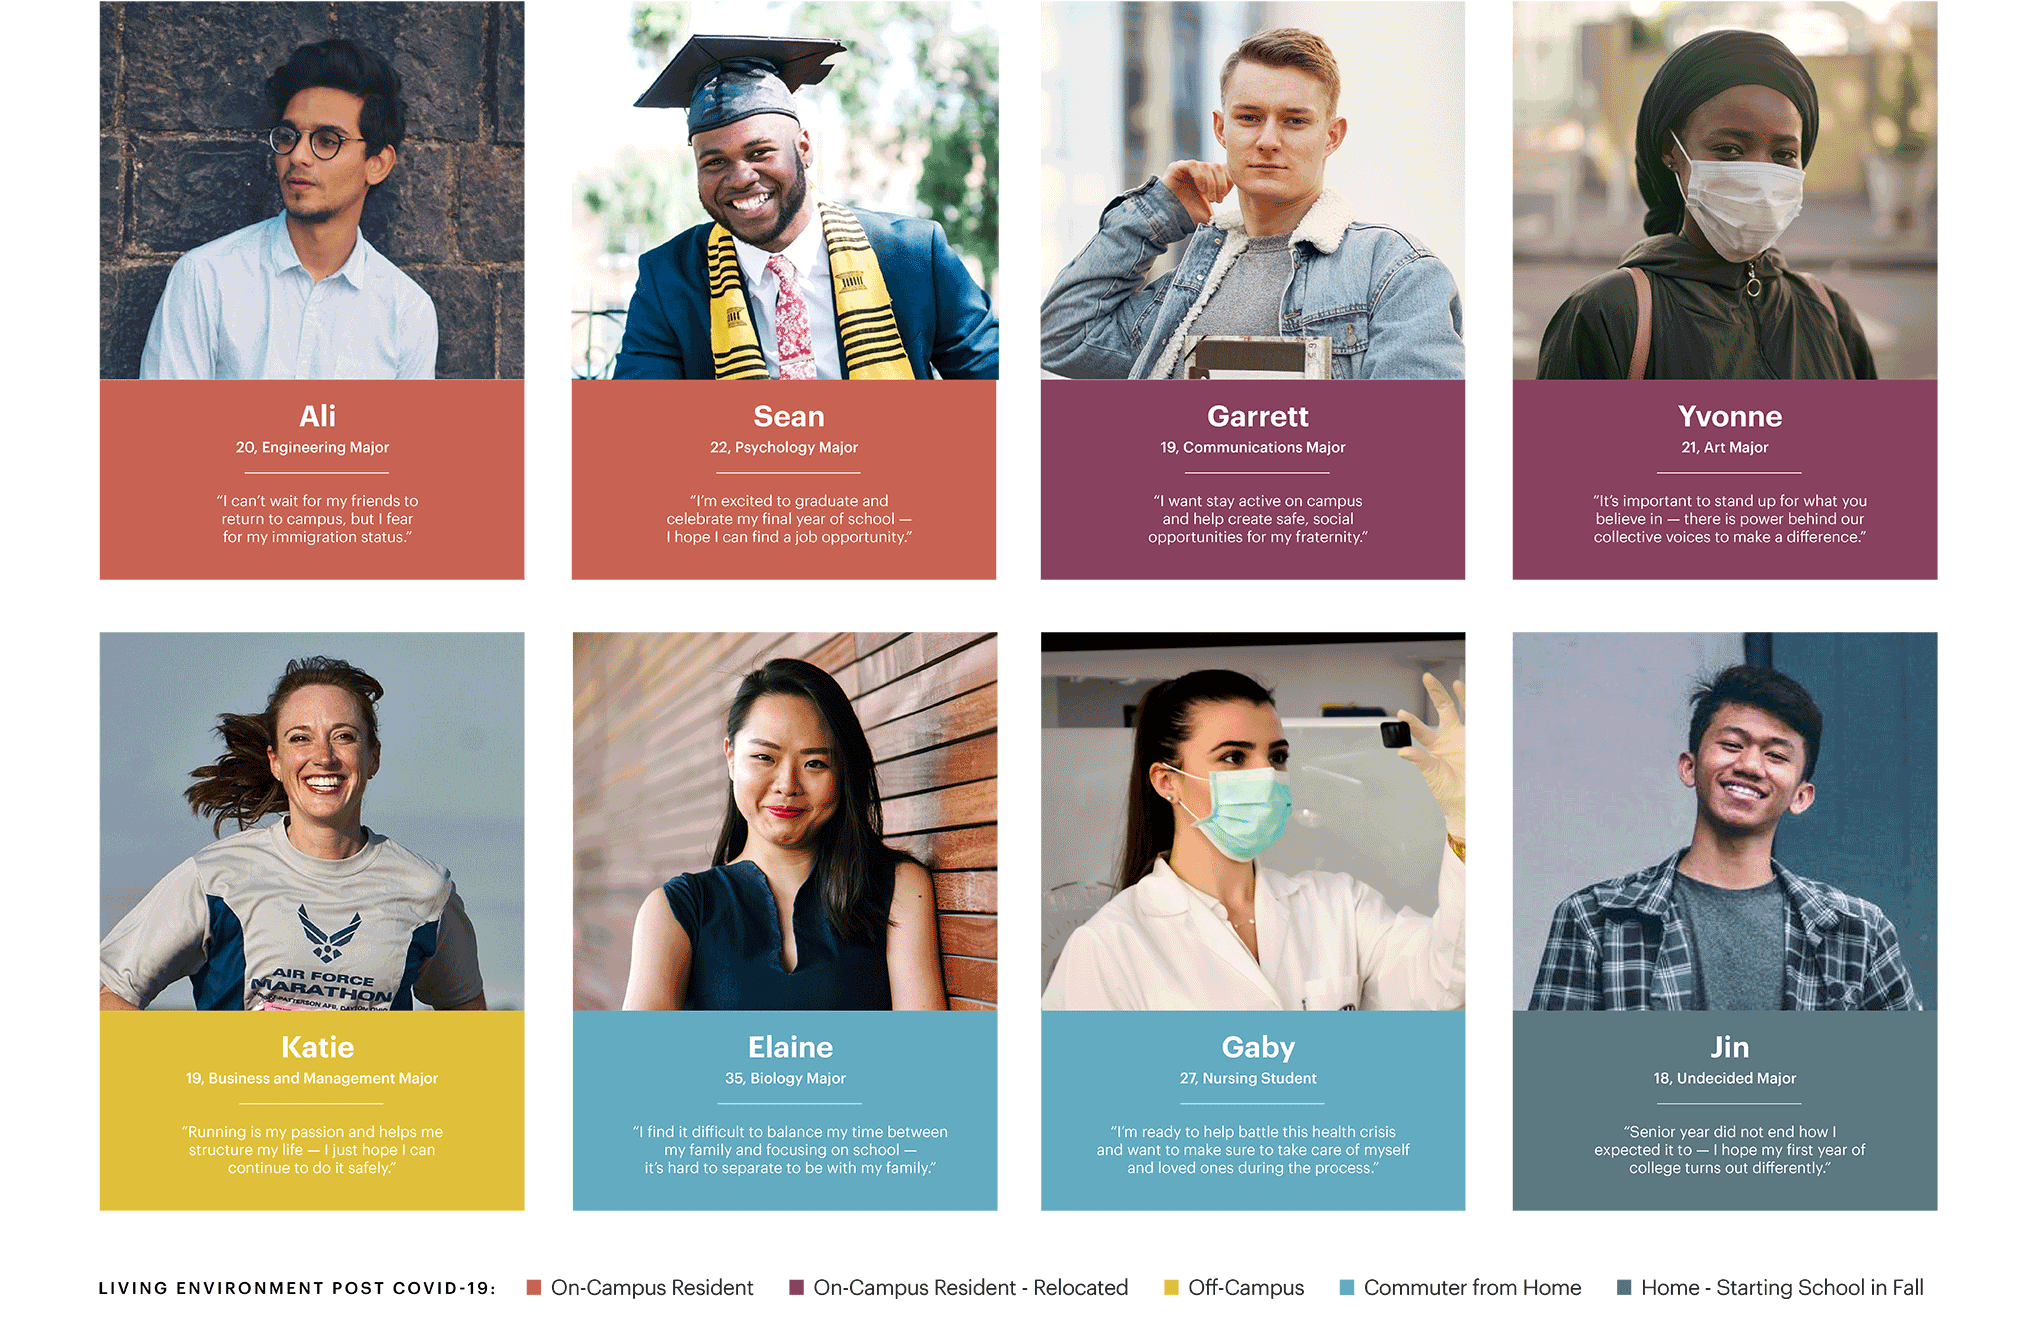 Ali
20, Engineering Major
“I can’t wait for my friends to
return to campus, but I fear
for my immigration status.”
Sean
22, Psychology Major
“I’m excited to graduate and
celebrate my final year of school —
I hope I can find a job opportunity.”
Garrett
19, Communications Major
“I want stay active on campus
and help create safe, social
opportunities for my fraternity.”
Yvonne
21, Art Major
“It’s important to stand up for what you
believe in — there is power behind our
collective voices to make a difference.”
AIR FORCE
MARATHON
Katie
19, Business and Management Major
“Running is my passion and helps me
structure my life — I just hope I can
continue to do it safely.”
Elaine
35, Biology Major
“I find it difficult to balance my time between
my family and focusing on school —
it’s hard to separate to be with my family.”
Gaby
27, Nursing Student
“I’m ready to help battle this health crisis
and want to make sure to take care of myself
and loved ones during the process.”
Jin
18, Undecided Major
“Senior year did not end how I
expected it to — I hope my first year of
college turns out differently.”
LIVING ENVIRONMENT POST COVID-19: On-Campus Resident On-Campus Resident - Relocated Off-Campus Commuter from Home Home - Starting School in Fall